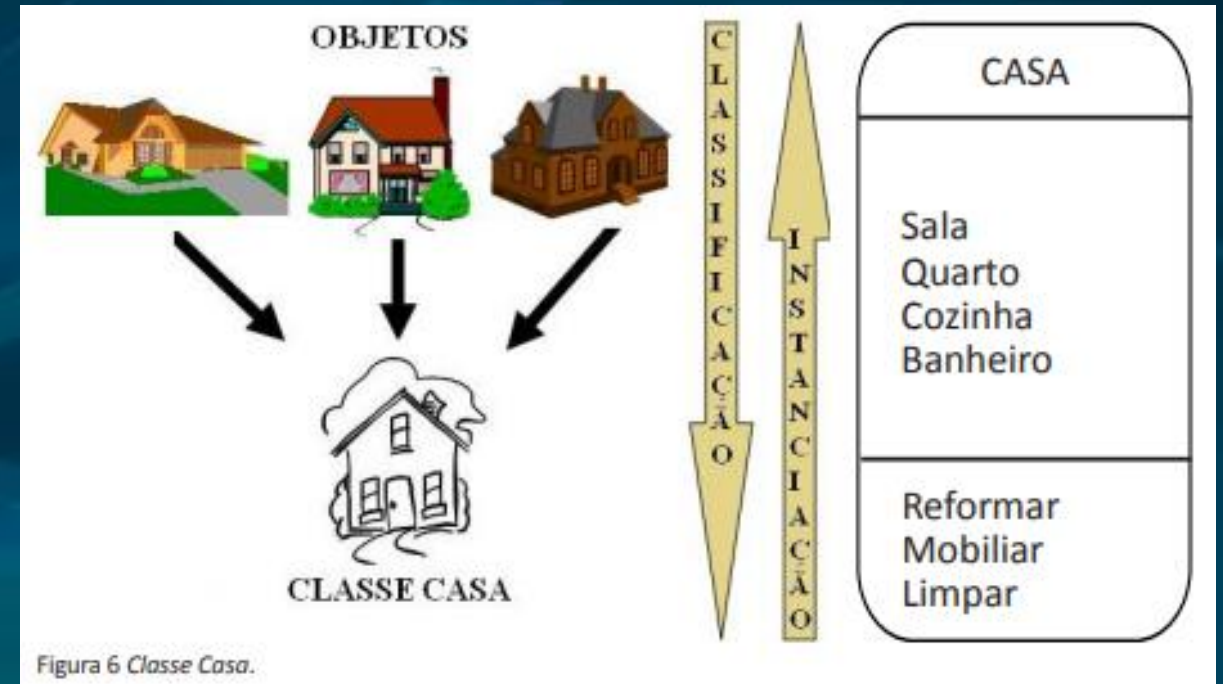 OBJETOS
CLASSE CASA
CLASSIFICAÇÃO
INSTANCIAÇÃO
CASA
Sala
Quarto
Cozinha
Banheiro
Reformar
Mobiliar
Limpar
Figura 6 Classe Casa.